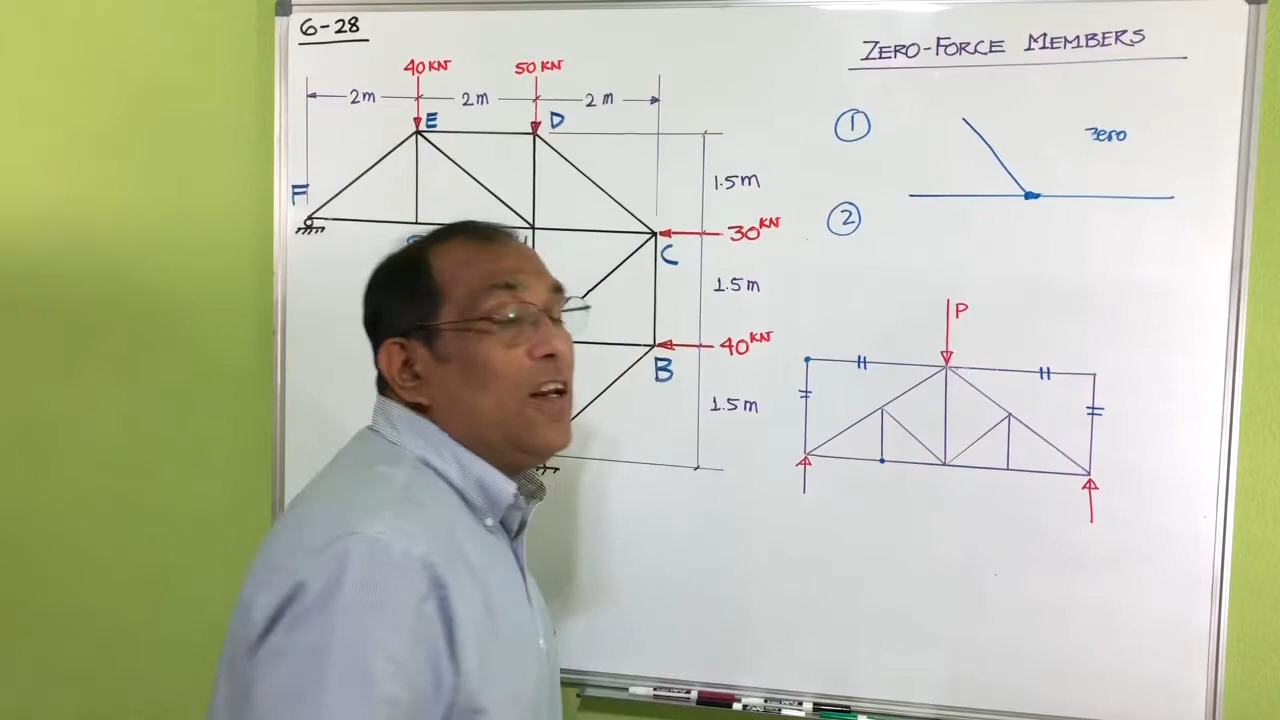 6-28
ZERO-FORCE MEMBERS
40KN
50KN
2m
2m
2m
E
D
1
zero
F
1.5m
2
30KN
C
1.5m
P
40KN
B
1.5m